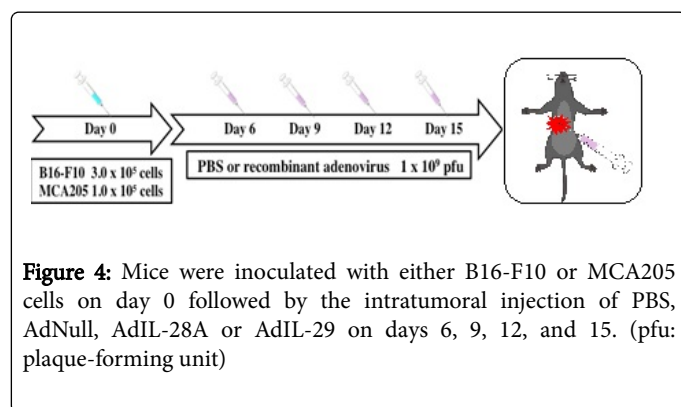 Day 0
Day 6 Day 9 Day 12 Day 15
B16-F10 3.0 x 10⁵ cells
MCA205 1.0 x 10⁵ cells
PBS or recombinant adenovirus 1 x 10⁹ pfu
Figure 4: Mice were inoculated with either B16-F10 or MCA205
cells on day 0 followed by the intratumoral injection of PBS,
AdNull, AdIL-28A or AdIL-29 on days 6, 9, 12, and 15. (pfu:
plaque-forming unit)